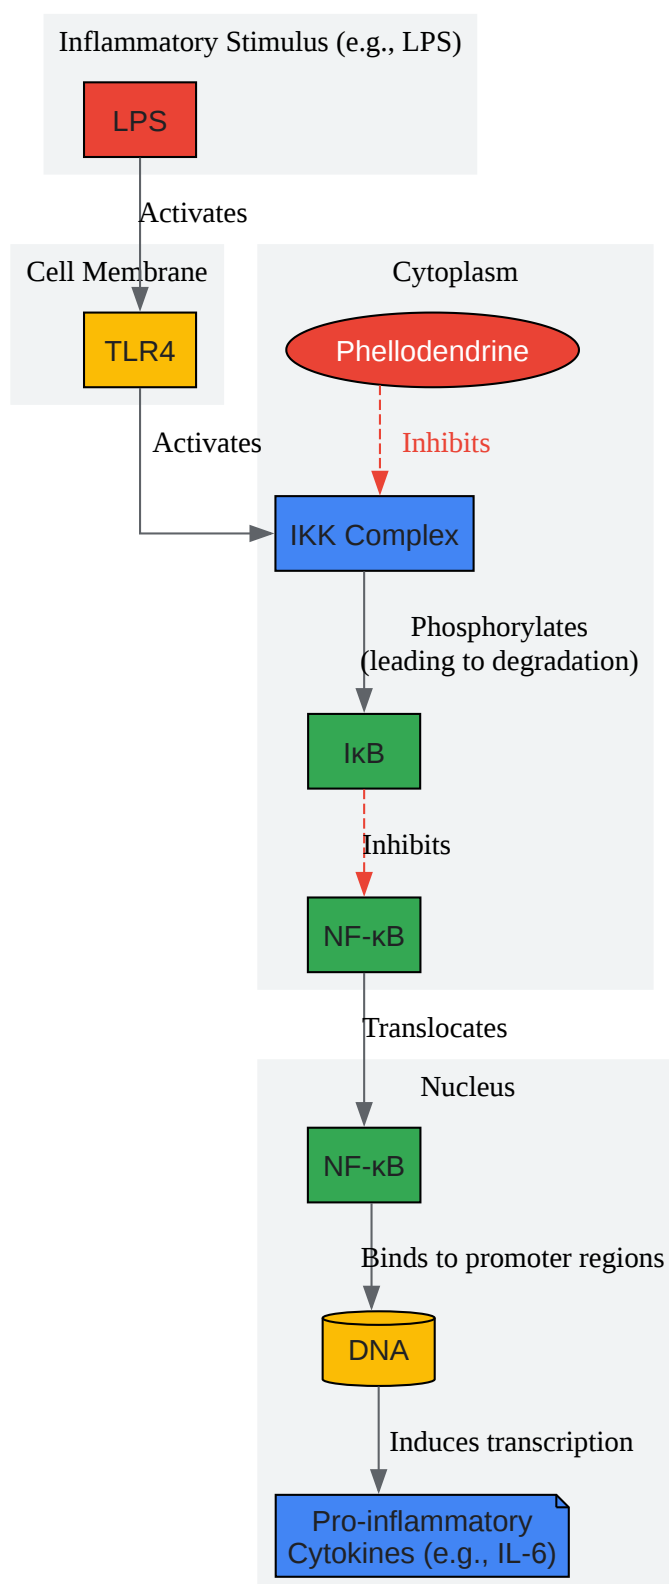 Inflammatory Stimulus (e.g., LPS)
LPS
Activates
Cell Membrane
Cytoplasm
TLR4
Phellodendrine
Activates
Inhibits
IKK Complex
Phosphorylates
(leading to degradation)
IκB
Inhibits
NF-κB
Translocates
Nucleus
NF-κB
Binds to promoter regions
DNA
Induces transcription
Pro-inflammatory
Cytokines (e.g., IL-6)